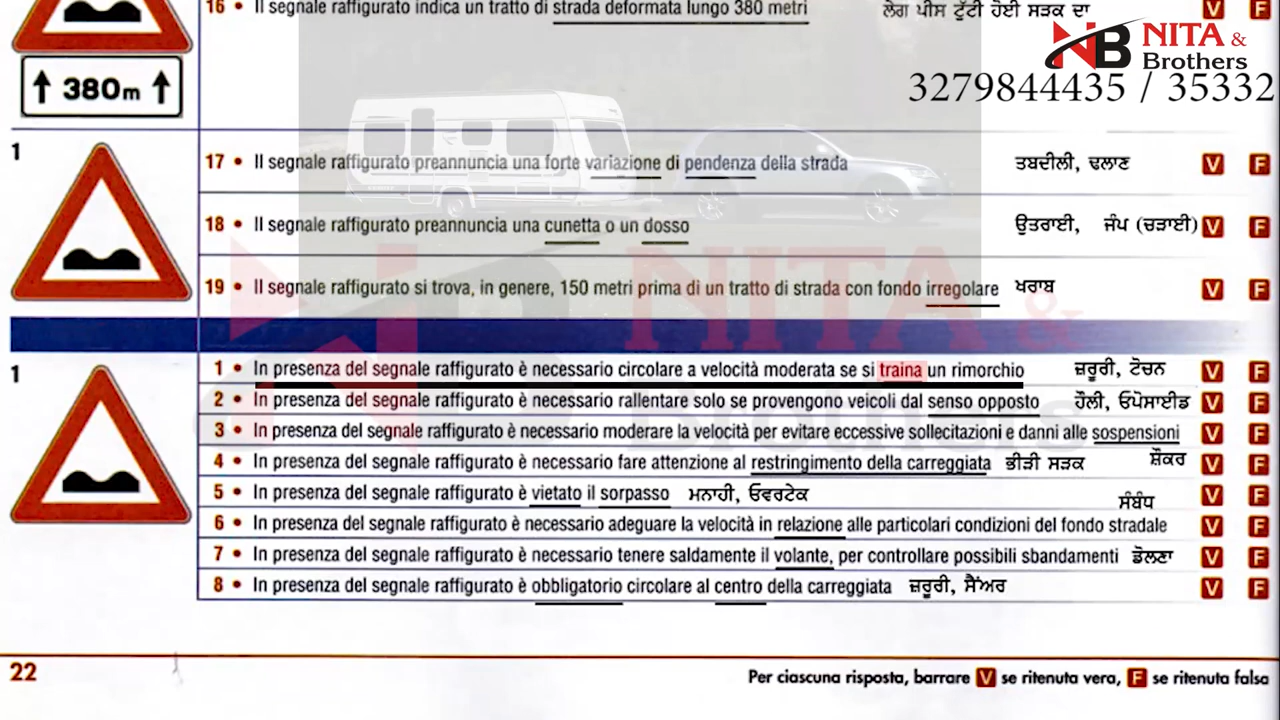 16 • Il segnale raffigurato indica un tratto di strada deformata lungo 380 metri ਲੇਗ ਪੀਸ ਟੁੱਟੀ ਹੋਈ ਸੜਕ ਦਾ V F
NB NITA & Brothers
380m
3279844435 / 35332
1
17 • Il segnale raffigurato preannuncia una forte variazione di pendenza della strada ਤਬਦੀਲੀ, ਢਲਾਣ V F
18 • Il segnale raffigurato preannuncia una cunetta o un dosso ਉਤਰਾਈ, ਜੰਪ (ਚੜਾਈ) V F
19 • Il segnale raffigurato si trova, in genere, 150 metri prima di un tratto di strada con fondo irregolare ਖਰਾਬ V F
NB NITA & Brothers
1
1 • In presenza del segnale raffigurato è necessario circolare a velocità moderata se si traina un rimorchio ਜ਼ਰੂਰੀ, ਟੋਚਨ V F
2 • In presenza del segnale raffigurato è necessario rallentare solo se provengono veicoli dal senso opposto ਹੌਲੀ, ਓਪੋਸਾਈਡ V F
3 • In presenza del segnale raffigurato è necessario moderare la velocità per evitare eccessive sollecitazioni e danni alle sospensioni V F
ਸ਼ੌਕਰ
4 • In presenza del segnale raffigurato è necessario fare attenzione al restringimento della carreggiata ਭੀੜੀ ਸੜਕ V F
5 • In presenza del segnale raffigurato è vietato il sorpasso ਮਨਾਹੀ, ਓਵਰਟੇਕ V F
ਸੰਬੰਧ
6 • In presenza del segnale raffigurato è necessario adeguare la velocità in relazione alle particolari condizioni del fondo stradale V F
7 • In presenza del segnale raffigurato è necessario tenere saldamente il volante, per controllare possibili sbandamenti ਡੋਲਣਾ V F
8 • In presenza del segnale raffigurato è obbligatorio circolare al centro della carreggiata ਜ਼ਰੂਰੀ, ਸੈਂਅਰ V F
22
Per ciascuna risposta, barrare V se ritenuta vera, F se ritenuta falsa